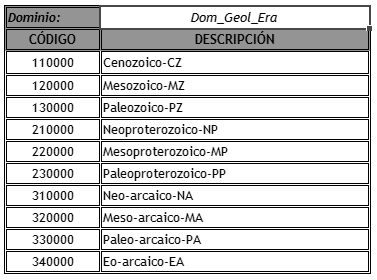 Dominio: Dom_Geol_Era
CÓDIGO DESCRIPCIÓN
110000 Cenozoico-CZ
120000 Mesozoico-MZ
130000 Paleozoico-PZ
210000 Neoproterozoico-NP
220000 Mesoproterozoico-MP
230000 Paleoproterozoico-PP
310000 Neo-arcaico-NA
320000 Meso-arcaico-MA
330000 Paleo-arcaico-PA
340000 Eo-arcaico-EA